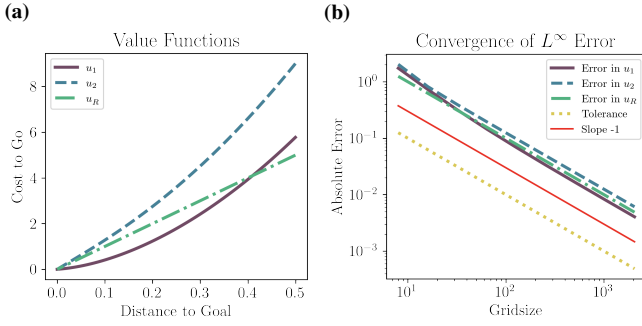 (a)
Value Functions
u₁
u₂
u_R
Cost to Go
8
6
4
2
0
0.0 0.1 0.2 0.3 0.4 0.5
Distance to Goal
(b)
Convergence of L^∞ Error
Error in u₁
Error in u₂
Error in u_R
Tolerance
Slope -1
Absolute Error
10⁰
10⁻¹
10⁻²
10⁻³
10¹ 10² 10³
Gridsize